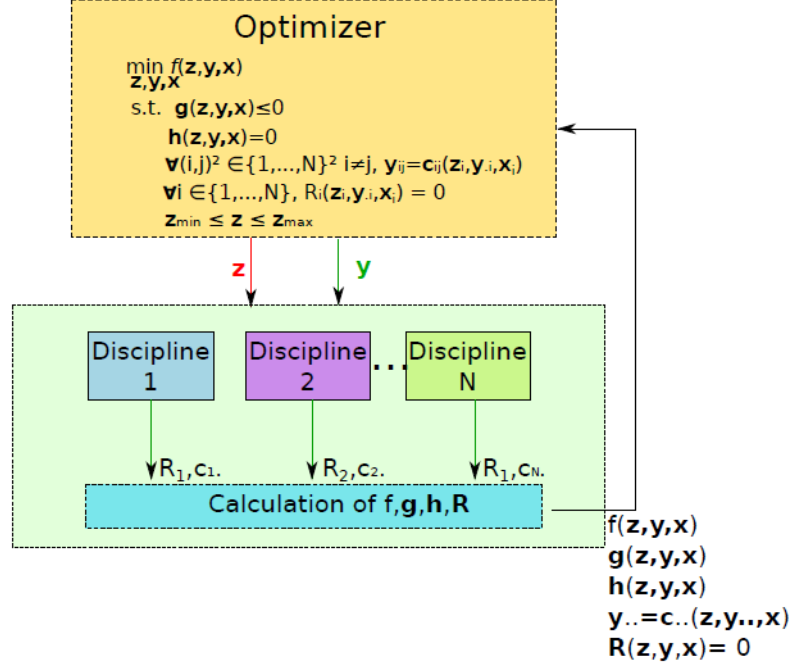 Optimizer
min f(z,y,x)
z,y,x
s.t. g(z,y,x)≤0
h(z,y,x)=0
∀(i,j)² ∈{1,...,N}² i≠j, yᵢⱼ=cᵢⱼ(zᵢ,y.ᵢ,xᵢ)
∀i ∈{1,...,N}, Rᵢ(zᵢ,y.ᵢ,xᵢ) = 0
zmin ≤ z ≤ zmax
z
y
Discipline
1
Discipline
2
...
Discipline
N
R₁,c₁.
R₂,c₂.
R₁,cN.
Calculation of f,g,h,R
f(z,y,x)
g(z,y,x)
h(z,y,x)
y..=c..(z,y..,x)
R(z,y,x)= 0